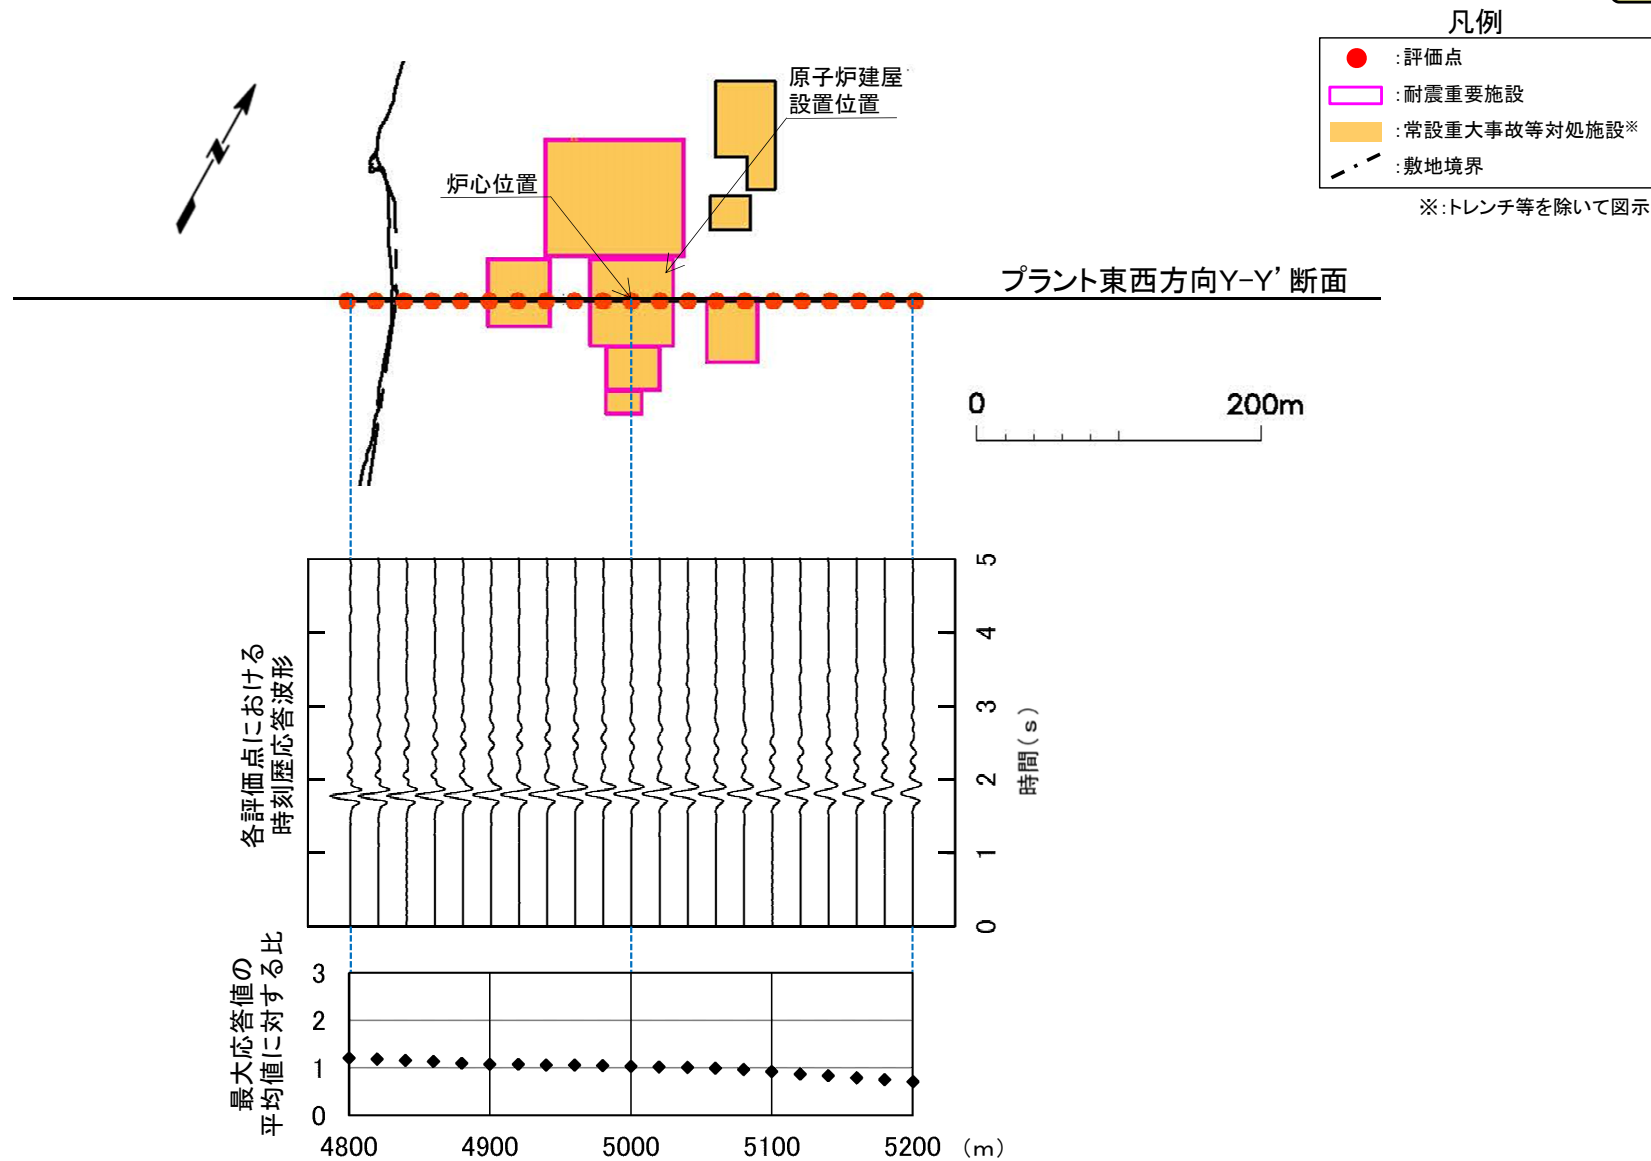 凡例
:評価点
:耐震重要施設
:常設重大事故等対処施設※
:敷地境界
※:トレンチ等を除いて図示
N
原子炉建屋
設置位置
炉心位置
プラント東西方向Y-Y'断面
0 200m
各評価点における
時刻歴応答波形
5
4
3
2
1
0
時間(s)
最大応答値の
平均値に対する比
3
2
1
0
4800 4900 5000 5100 5200 (m)